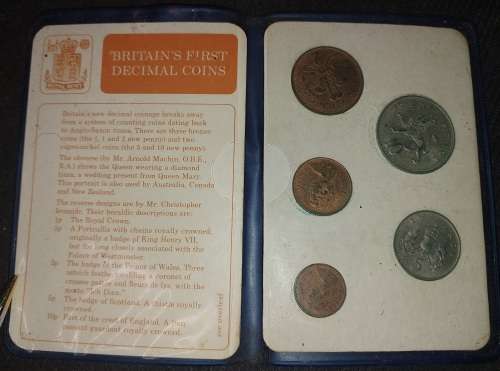 ROYAL MINT
BRITAIN'S FIRST
DECIMAL COINS
Britain's new decimal coinage breaks away
from a system of counting coins dating back
to Anglo-Saxon times. There are three bronze
coins (the ½, 1 and 2 new penny) and two
cupro-nickel coins (the 5 and 10 new penny).
The obverse (by Mr. Arnold Machin, O.B.E.,
R.A.) shows the Queen wearing a diamond
tiara, a wedding present from Queen Mary.
This portrait is also used by Australia, Canada
and New Zealand.
The reverse designs are by Mr. Christopher
Ironside. Their heraldic descriptions are:
The Royal Crown.
A Portcullis with chains royally crowned,
originally a badge of King Henry VII,
but the long closely associated with the
Palace of Westminster.
2p The badge of the Prince of Wales. Three
ostrich feathers enfiling a coronet of
crosses pattée and fleurs de lys, with the
motto "Ich Dien."
5p The badge of Scotland. A thistle royally
crowned.
10p Part of the crest of England. A lion
passant guardant royally crowned.